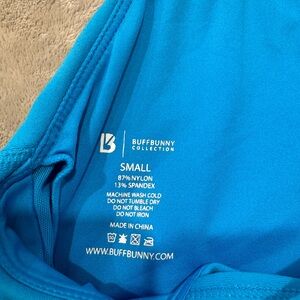 B
BUFFBUNNY
COLLECTION
SMALL
87% NYLON
13% SPANDEX
MACHINE WASH COLD
DO NOT TUMBLE DRY
DO NOT BLEACH
DO NOT IRON
MADE IN CHINA
WWW.BUFFBUNNY.COM